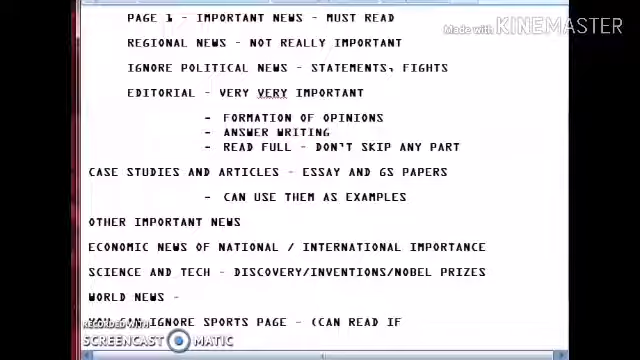 PAGE 1 - IMPORTANT NEWS - MUST READ
Made with KINEMASTER
REGIONAL NEWS - NOT REALLY IMPORTANT
IGNORE POLITICAL NEWS - STATEMENTS, FIGHTS
EDITORIAL - VERY VERY IMPORTANT
- FORMATION OF OPINIONS
- ANSWER WRITING
- READ FULL - DON'T SKIP ANY PART
CASE STUDIES AND ARTICLES - ESSAY AND GS PAPERS
- CAN USE THEM AS EXAMPLES
OTHER IMPORTANT NEWS
ECONOMIC NEWS OF NATIONAL / INTERNATIONAL IMPORTANCE
SCIENCE AND TECH - DISCOVERY/INVENTIONS/NOBEL PRIZES
WORLD NEWS -
YOU CAN IGNORE SPORTS PAGE - (CAN READ IF
RECORDED WITH
SCREENCAST MATIC